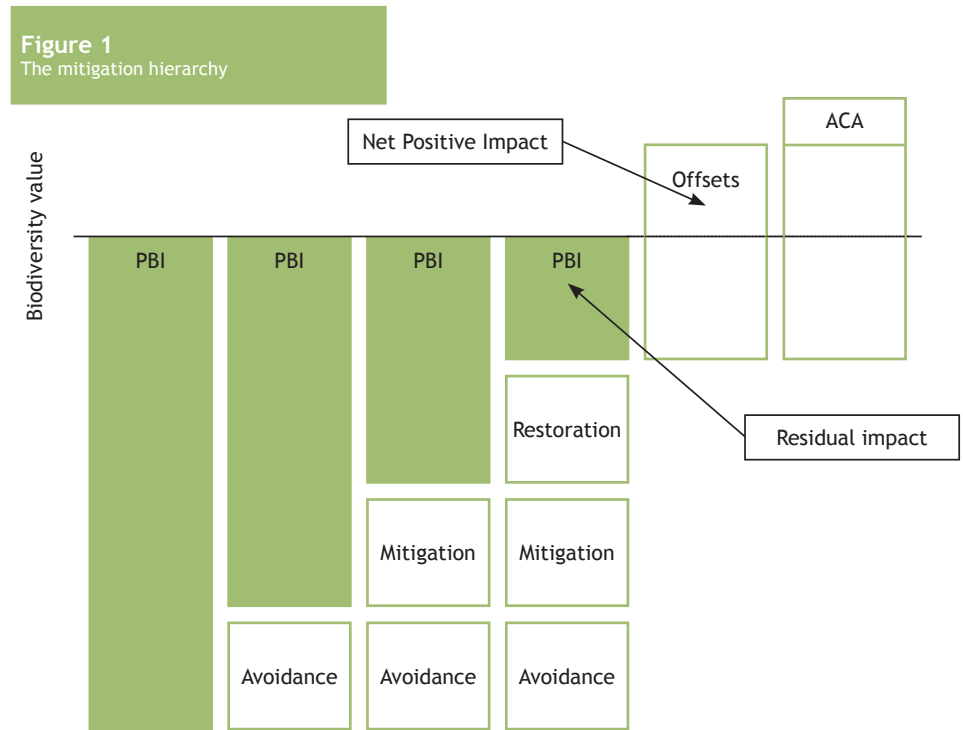 Figure 1
The mitigation hierarchy
ACA
Net Positive Impact
Offsets
Biodiversity value
PBI
PBI
PBI
PBI
Restoration
Residual impact
Mitigation
Mitigation
Avoidance
Avoidance
Avoidance